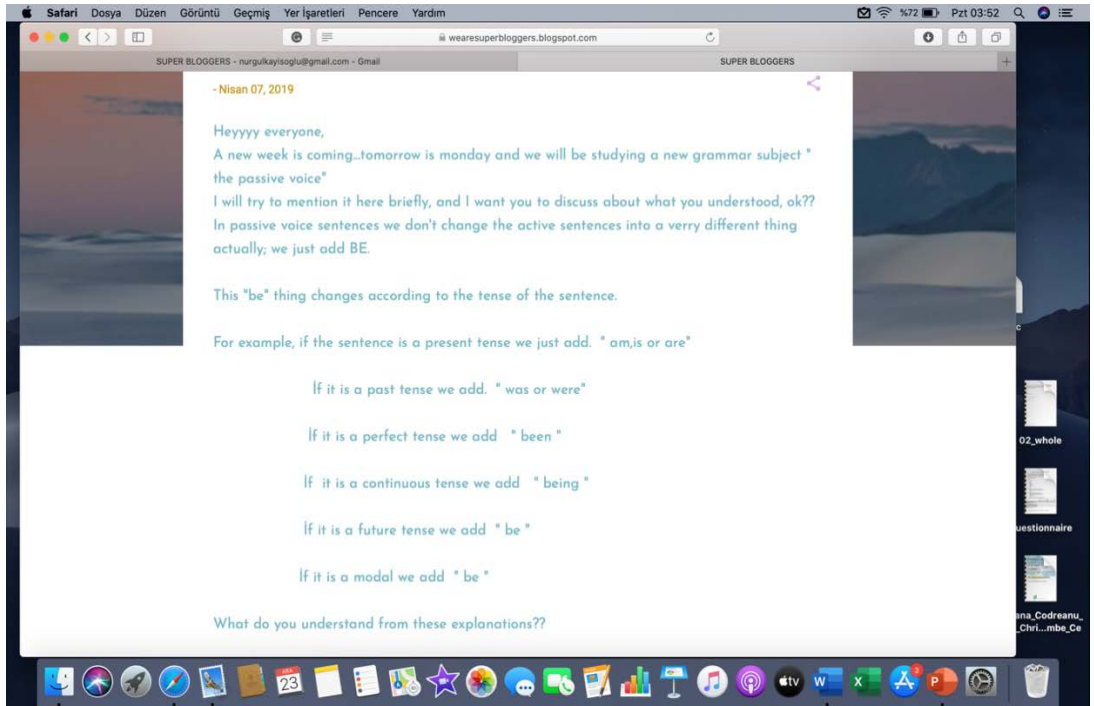 Safari Dosya Düzen Görüntü Geçmiş Yer İşaretleri Pencere Yardım %72 Pzt 03:52
wearesuperbloggers.blogspot.com
SUPER BLOGGERS - nurgulkayisoglu@gmail.com - Gmail SUPER BLOGGERS
- Nisan 07, 2019
Heyyyy everyone,
A new week is coming...tomorrow is monday and we will be studying a new grammar subject "
the passive voice"
I will try to mention it here briefly, and I want you to discuss about what you understood, ok??
In passive voice sentences we don't change the active sentences into a verry different thing
actually; we just add BE.
This "be" thing changes according to the tense of the sentence.
For example, if the sentence is a present tense we just add. " am,is or are"
İf it is a past tense we add. " was or were"
İf it is a perfect tense we add " been "
İf it is a continuous tense we add " being "
İf it is a future tense we add " be "
İf it is a modal we add " be "
What do you understand from these explanations??
c
02_whole
uestionnaire
ana_Codreanu_
_Chri...mbe_Ce
23
tv
W
X
2
P